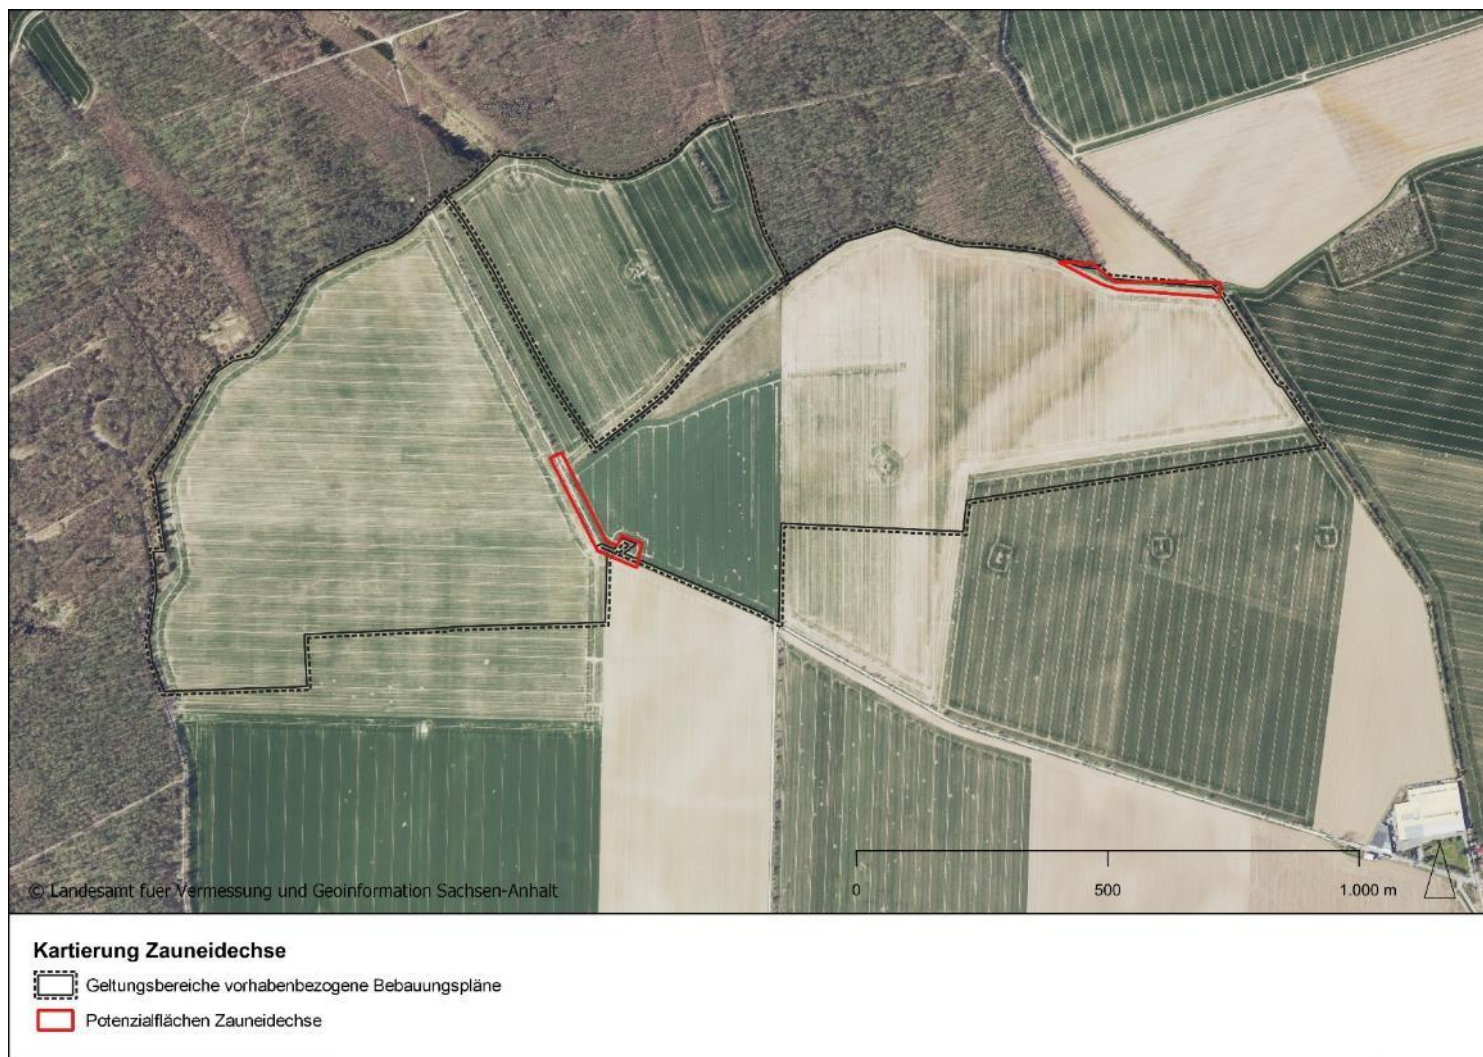 © Landesamt fuer Vermessung und Geoinformation Sachsen-Anhalt
0 500 1.000 m
Kartierung Zauneidechse
Geltungsbereiche vorhabenbezogene Bebauungspläne
Potenzialflächen Zauneidechse